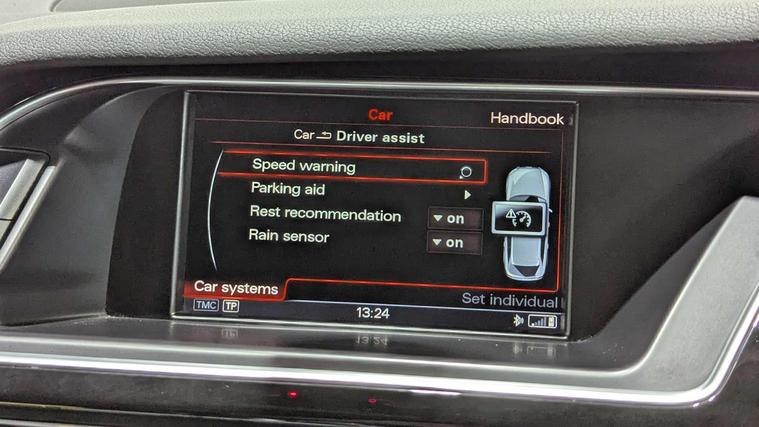 Car
Handbook
Car Driver assist
Speed warning
Parking aid
Rest recommendation on
Rain sensor on
Car systems
Set individual
TMC TP
13:24